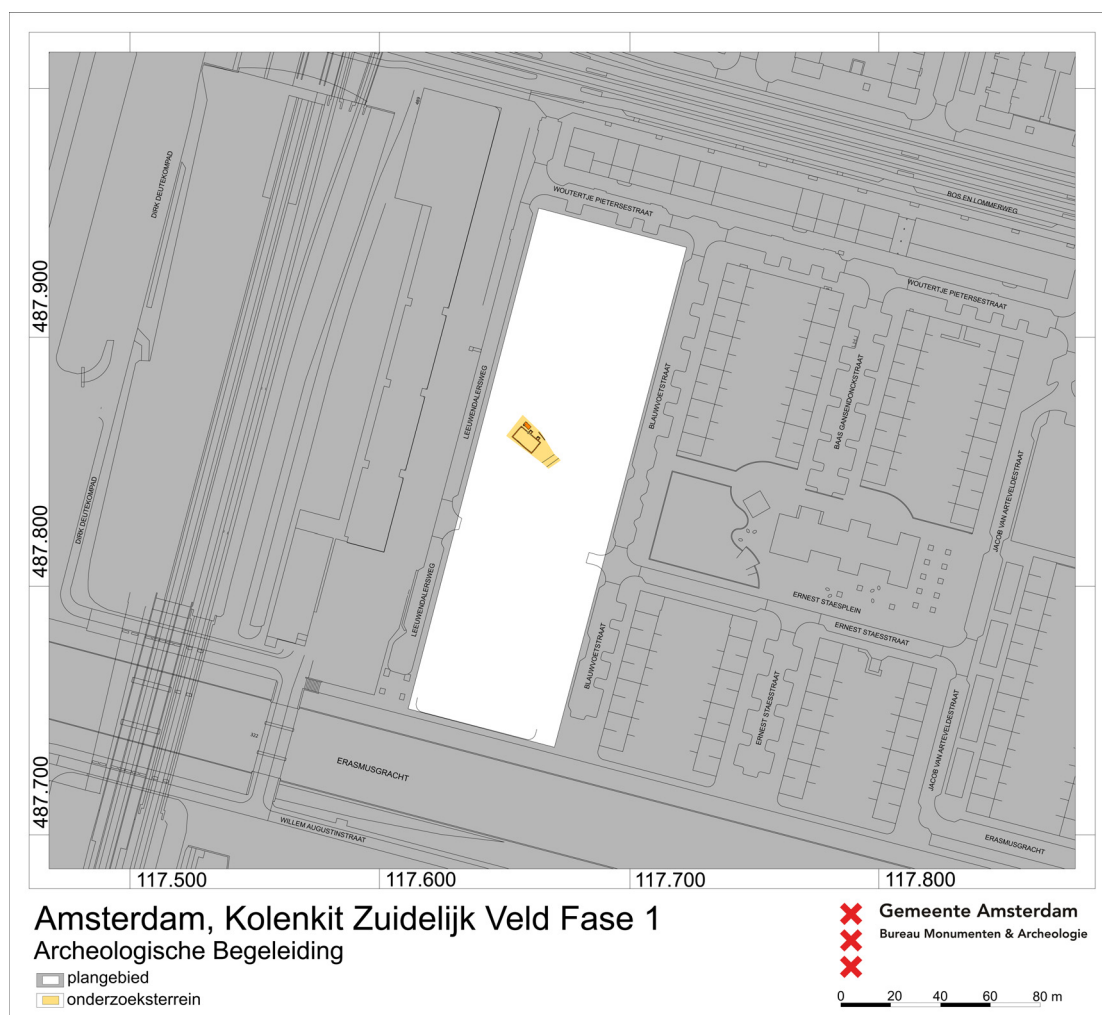 DIRK DEUTEKOMPAD
WOUTERTJE PIETERSESTRAAT
BOS EN LOMMERWEG
WOUTERTJE PIETERSESTRAAT
LEEUWENDALERSWEG
BLAUWVOETSTRAAT
BAAS GANSENDONCKSTRAAT
JACOB VAN ARTEVELDESTRAAT
DIRK DEUTEKOMPAD
LEEUWENDALERSWEG
ERNEST STAESPLEIN
ERNEST STAESSTRAAT
BLAUWVOETSTRAAT
ERNEST STAESSTRAAT
JACOB VAN ARTEVELDESTRAAT
ERASMUSGRACHT
WILLEM AUGUSTINSTRAAT
ERASMUSGRACHT
487.900
487.800
487.700
117.500
117.600
117.700
117.800
Amsterdam, Kolenkit Zuidelijk Veld Fase 1
Archeologische Begeleiding
plangebied
onderzoeksterrein
Gemeente Amsterdam
Bureau Monumenten & Archeologie
0 20 40 60 80 m